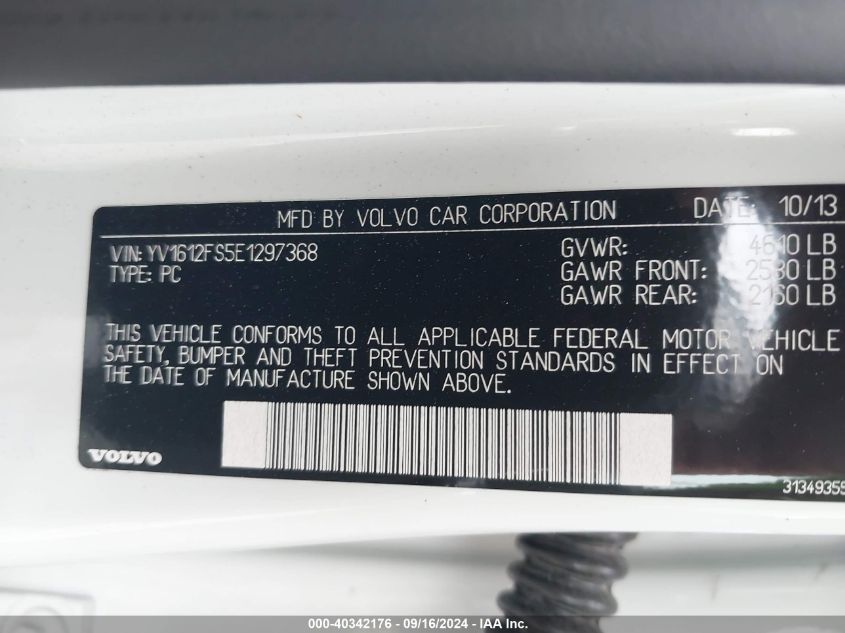 MFD BY VOLVO CAR CORPORATION DATE: 10/13
VIN: YV1612FS5E1297368 GVWR: 4610 LB
TYPE: PC GAWR FRONT: 2530 LB
GAWR REAR: 2160 LB
THIS VEHICLE CONFORMS TO ALL APPLICABLE FEDERAL MOTOR VEHICLE
SAFETY, BUMPER AND THEFT PREVENTION STANDARDS IN EFFECT ON
THE DATE OF MANUFACTURE SHOWN ABOVE.
VOLVO
31349355
000-40342176 - 09/16/2024 - IAA Inc.